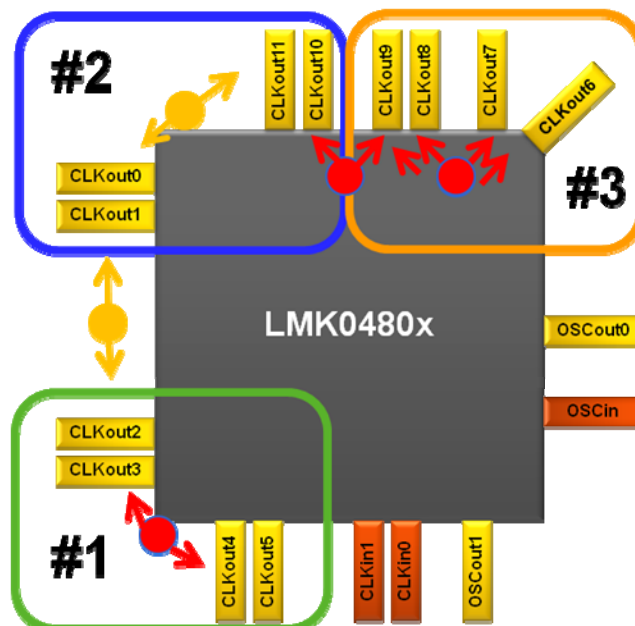 #2
CLKout11
CLKout10
CLKout9
CLKout8
CLKout7
CLKout6
CLKout0
CLKout1
#3
LMK0480x
OSCout0
OSCin
CLKout2
CLKout3
#1
CLKout4
CLKout5
CLKin1
CLKin0
OSCout1